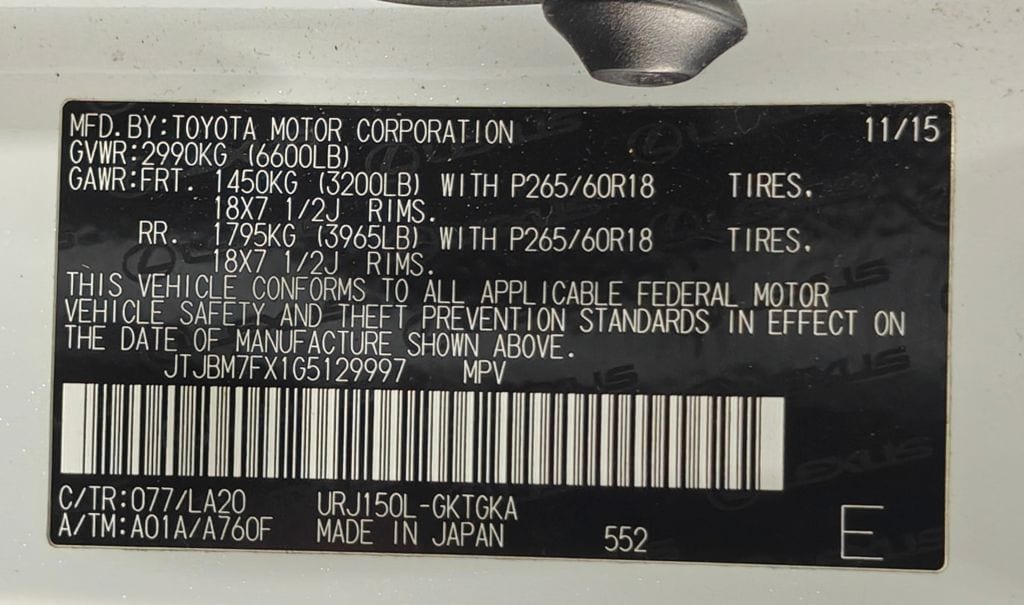 MFD. BY:TOYOTA MOTOR CORPORATION 11/15
GVWR:2990KG (6600LB)
GAWR:FRT. 1450KG (3200LB) WITH P265/60R18 TIRES.
18X7 1/2J RIMS.
RR. 1795KG (3965LB) WITH P265/60R18 TIRES.
18X7 1/2J RIMS.
THIS VEHICLE CONFORMS TO ALL APPLICABLE FEDERAL MOTOR
VEHICLE SAFETY AND THEFT PREVENTION STANDARDS IN EFFECT ON
THE DATE OF MANUFACTURE SHOWN ABOVE.
JTJBM7FX1G5129997 MPV
C/TR:077/LA20 URJ150L-GKTGKA
A/TM:A01A/A760F MADE IN JAPAN 552 E